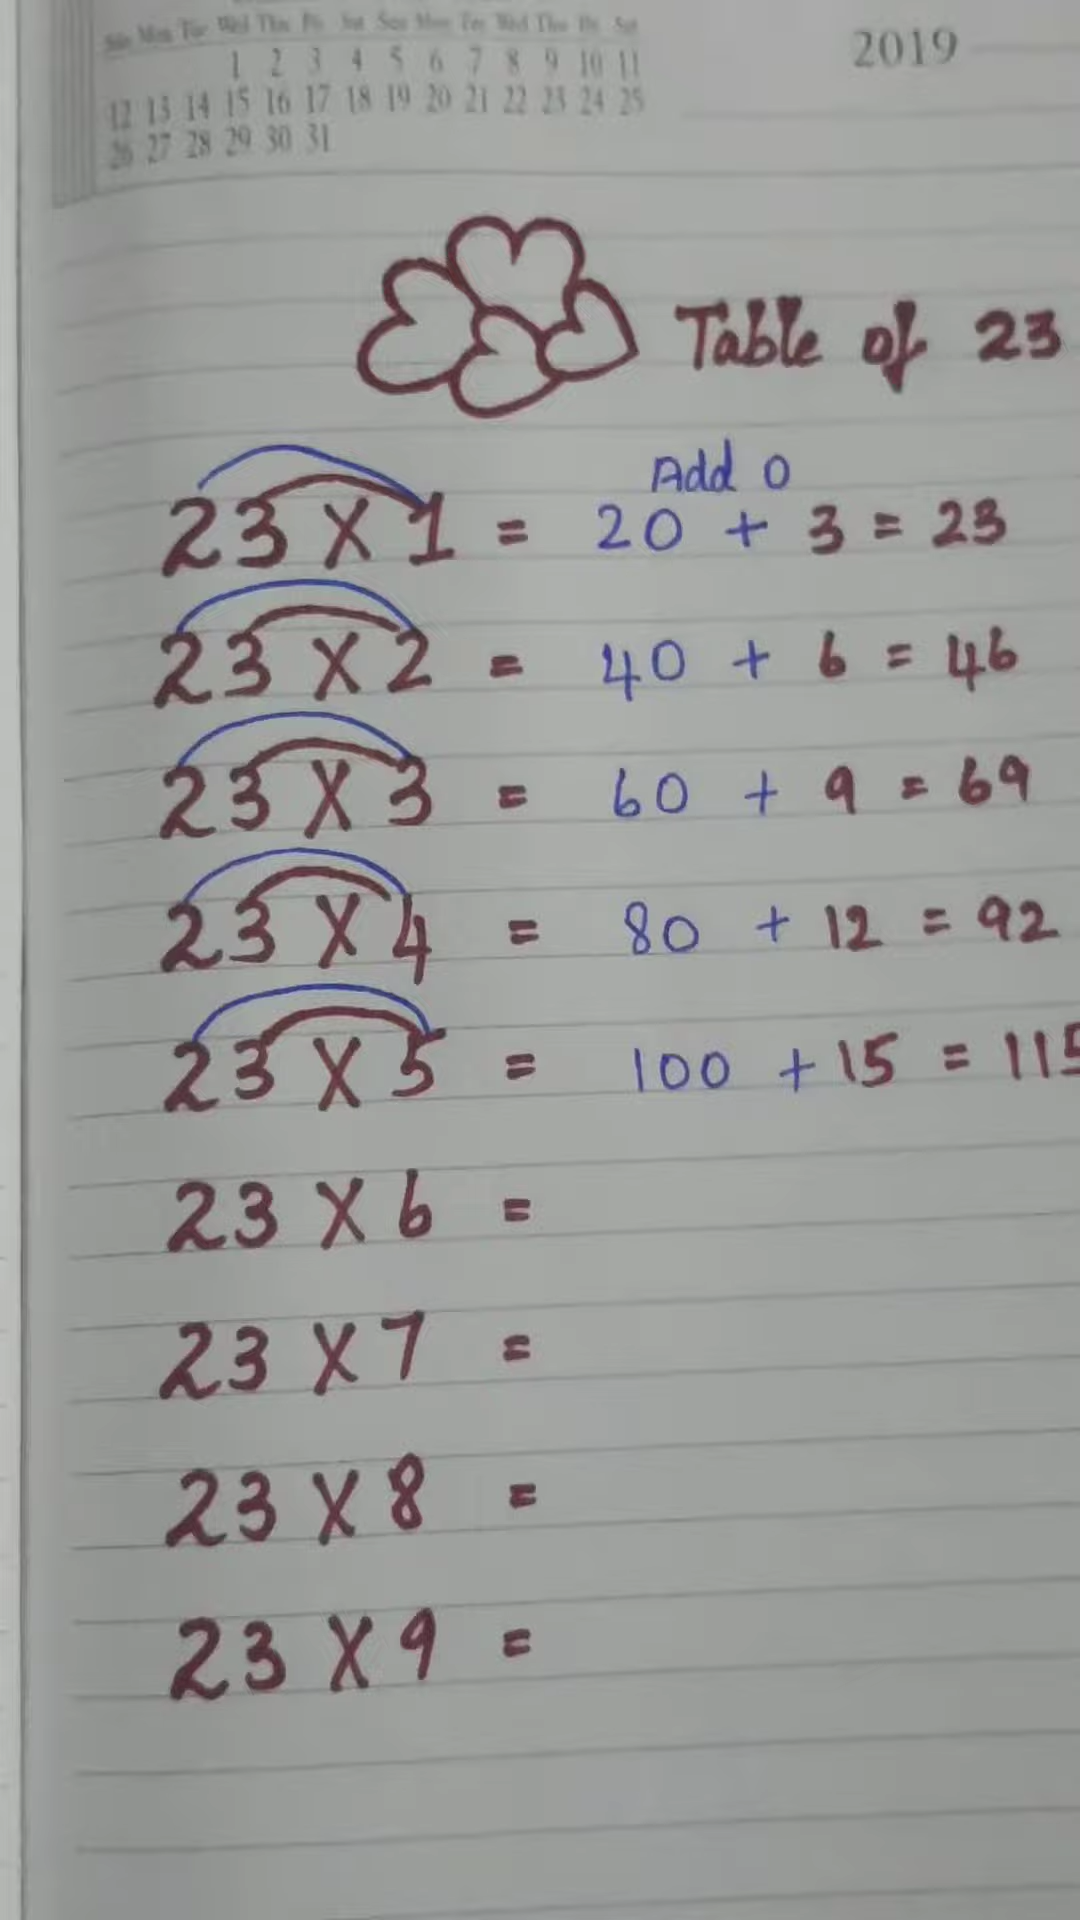 Sun Mon Tue Wed Thu Fri Sat Sun Mon Tue Wed Thu Fri Sat
1 2 3 4 5 6 7 8 9 10 11
12 13 14 15 16 17 18 19 20 21 22 23 24 25
26 27 28 29 30 31
2019
Table of 23
Add 0
23 X 1 = 20 + 3 = 23
23 X 2 = 40 + 6 = 46
23 X 3 = 60 + 9 = 69
23 X 4 = 80 + 12 = 92
23 X 5 = 100 + 15 = 115
23 X 6 =
23 X 7 =
23 X 8 =
23 X 9 =